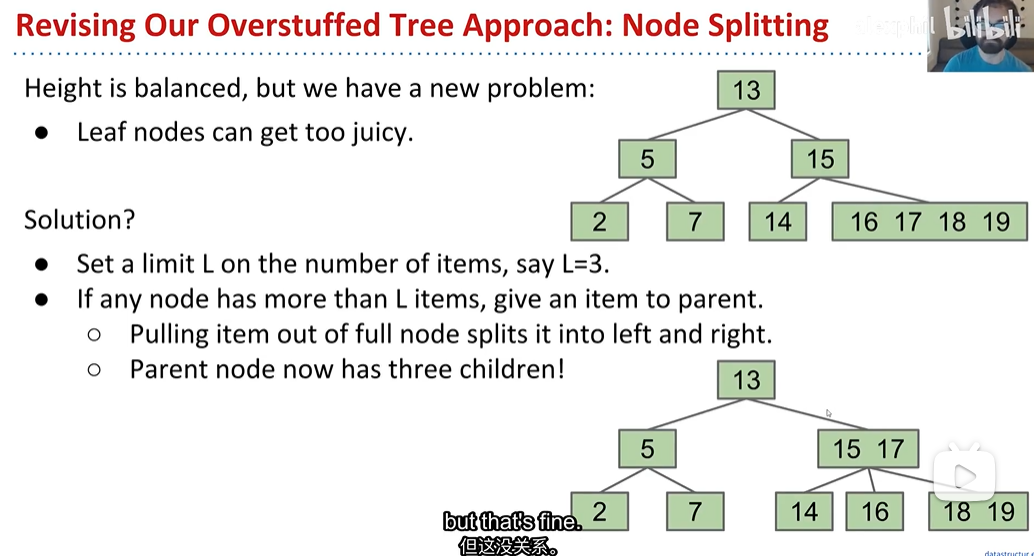 Revising Our Overstuffed Tree Approach: Node Splitting
bilibili
Height is balanced, but we have a new problem:
● Leaf nodes can get too juicy.
13
5 15
2 7 14 16 17 18 19
Solution?
● Set a limit L on the number of items, say L=3.
● If any node has more than L items, give an item to parent.
○ Pulling item out of full node splits it into left and right.
○ Parent node now has three children!
13
5 15 17
2 7 14 16 18 19
but that's fine.
但这没关系。